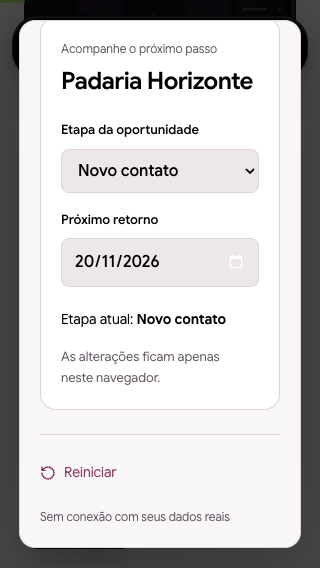 Acompanhe o próximo passo
Padaria Horizonte
Etapa da oportunidade
Novo contato
Próximo retorno
20/11/2026
Etapa atual: Novo contato
As alterações ficam apenas
neste navegador.
Reiniciar
Sem conexão com seus dados reais